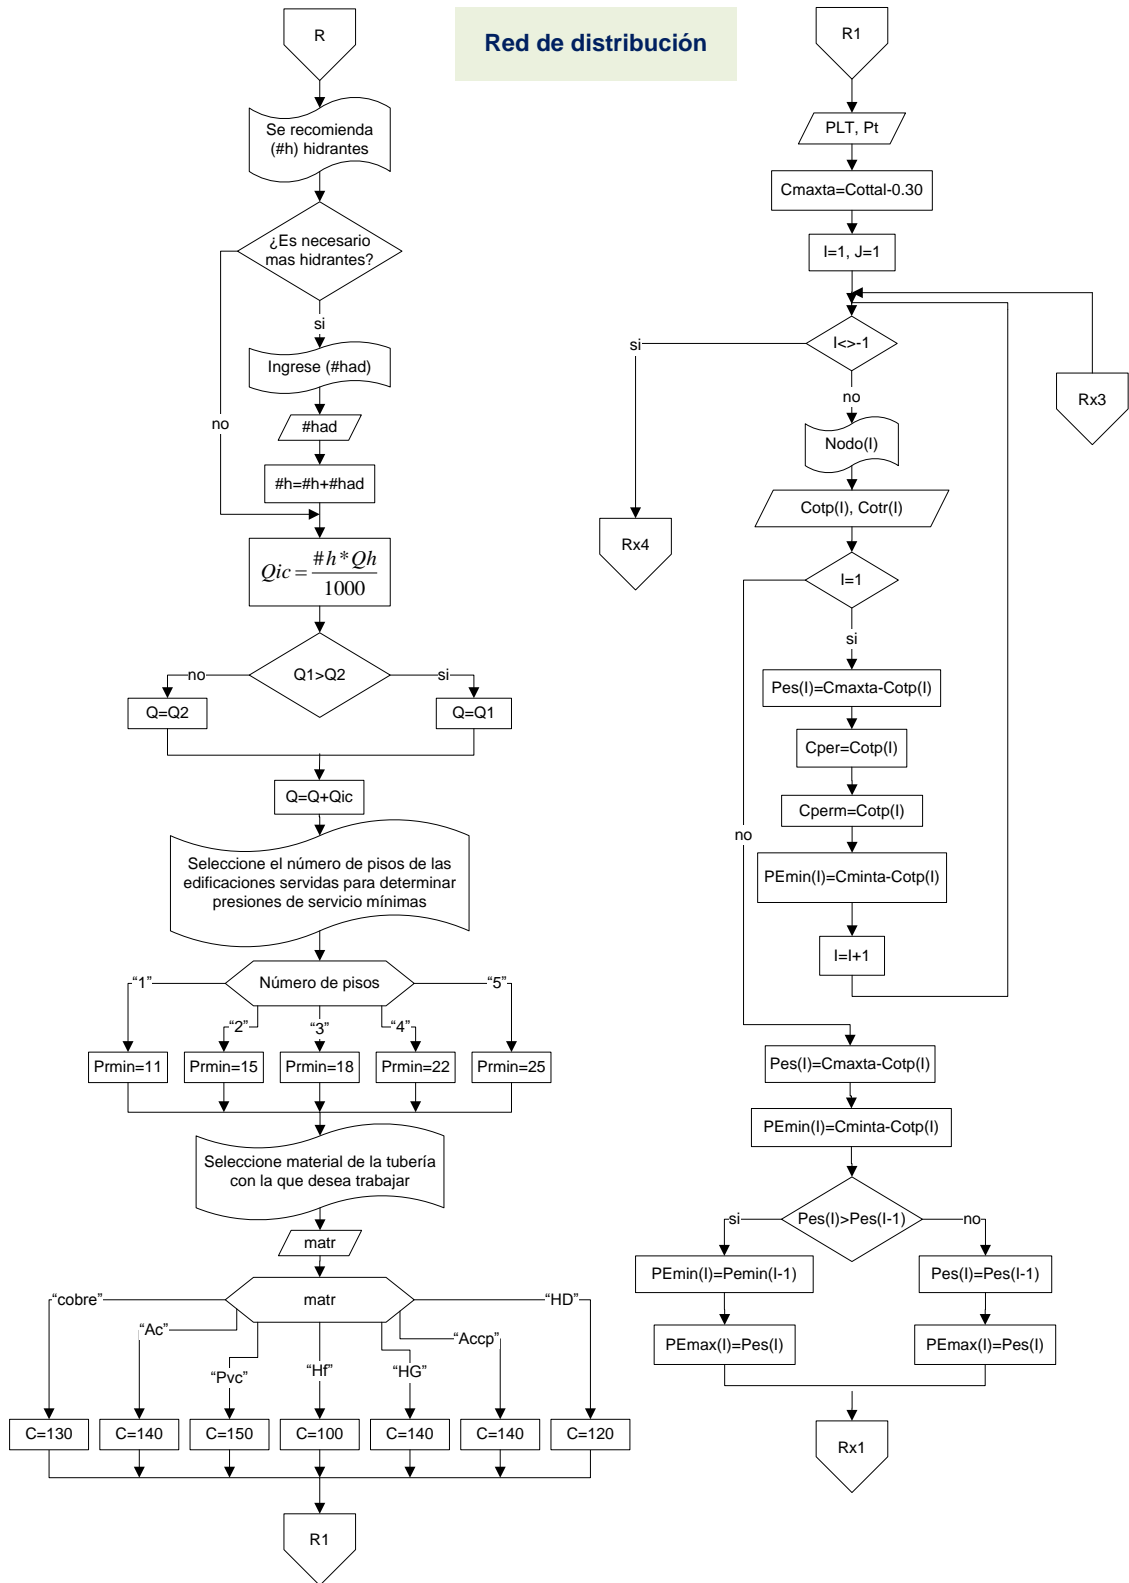 Red de distribución
R
Se recomienda
(#h) hidrantes
¿Es necesario
mas hidrantes?
si
no
Ingrese (#had)
#had
#h=#h+#had
Qic = #h*Qh / 1000
Q1>Q2
no
si
Q=Q2
Q=Q1
Q=Q+Qic
Seleccione el número de pisos de las
edificaciones servidas para determinar
presiones de servicio mínimas
Número de pisos
“1”
“2”
“3”
“4”
“5”
Prmin=11
Prmin=15
Prmin=18
Prmin=22
Prmin=25
Seleccione material de la tubería
con la que desea trabajar
matr
matr
“cobre”
“Ac”
“Pvc”
“Hf”
“HG”
“Accp”
“HD”
C=130
C=140
C=150
C=100
C=140
C=140
C=120
R1
R1
PLT, Pt
Cmaxta=Cottal-0.30
I=1, J=1
I<>-1
si
no
Rx3
Rx4
Nodo(I)
Cotp(I), Cotr(I)
I=1
si
no
Pes(I)=Cmaxta-Cotp(I)
Cper=Cotp(I)
Cperm=Cotp(I)
PEmin(I)=Cminta-Cotp(I)
I=I+1
Pes(I)=Cmaxta-Cotp(I)
PEmin(I)=Cminta-Cotp(I)
Pes(I)>Pes(I-1)
si
no
PEmin(I)=Pemin(I-1)
Pes(I)=Pes(I-1)
PEmax(I)=Pes(I)
PEmax(I)=Pes(I)
Rx1